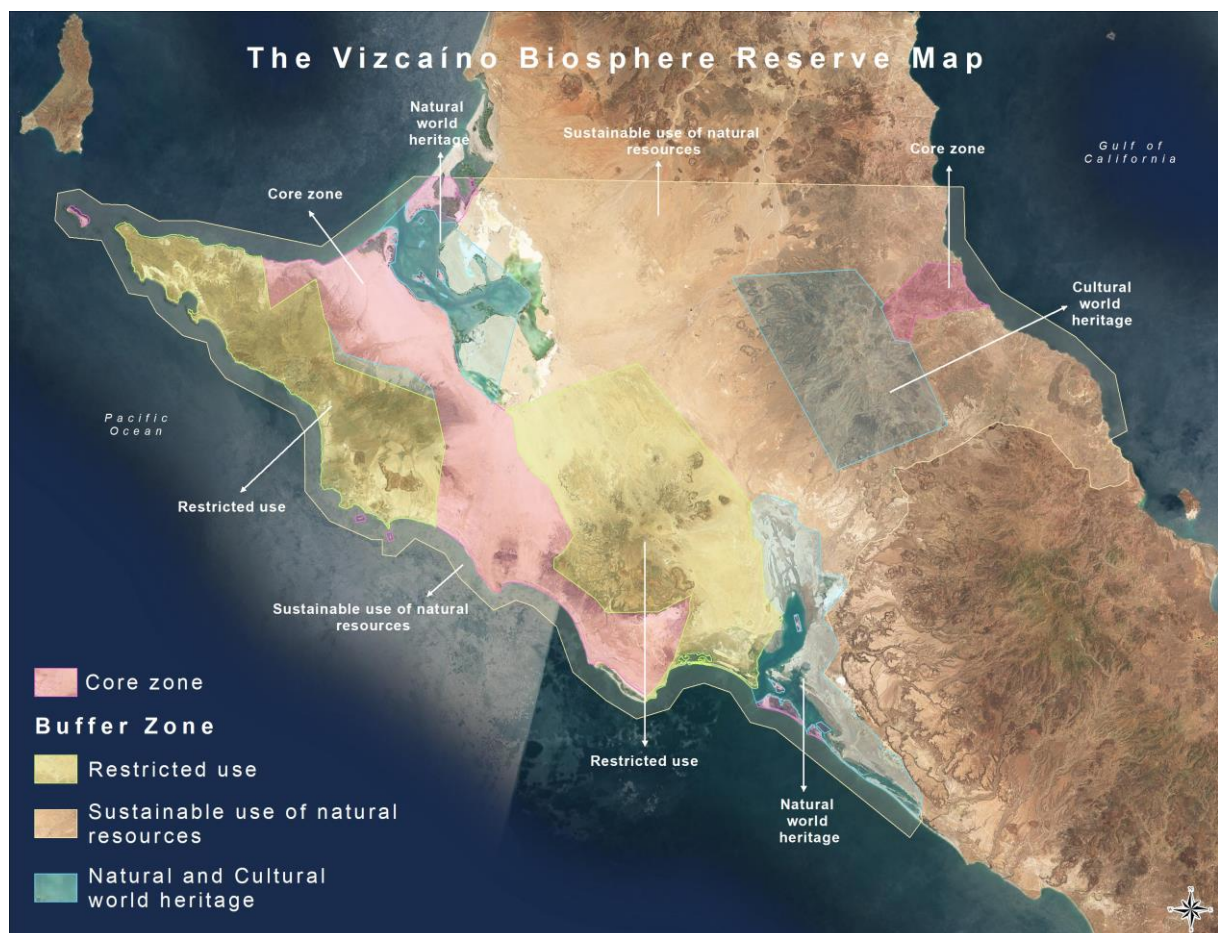 The Vizcaíno Biosphere Reserve Map
Natural
world
heritage
Sustainable use of natural
resources
Core zone
Gulf of
California
Core zone
Cultural
world
heritage
Pacific
Ocean
Restricted use
Sustainable use of natural
resources
Restricted use
Natural
world
heritage
Core zone
Buffer Zone
Restricted use
Sustainable use of natural
resources
Natural and Cultural
world heritage